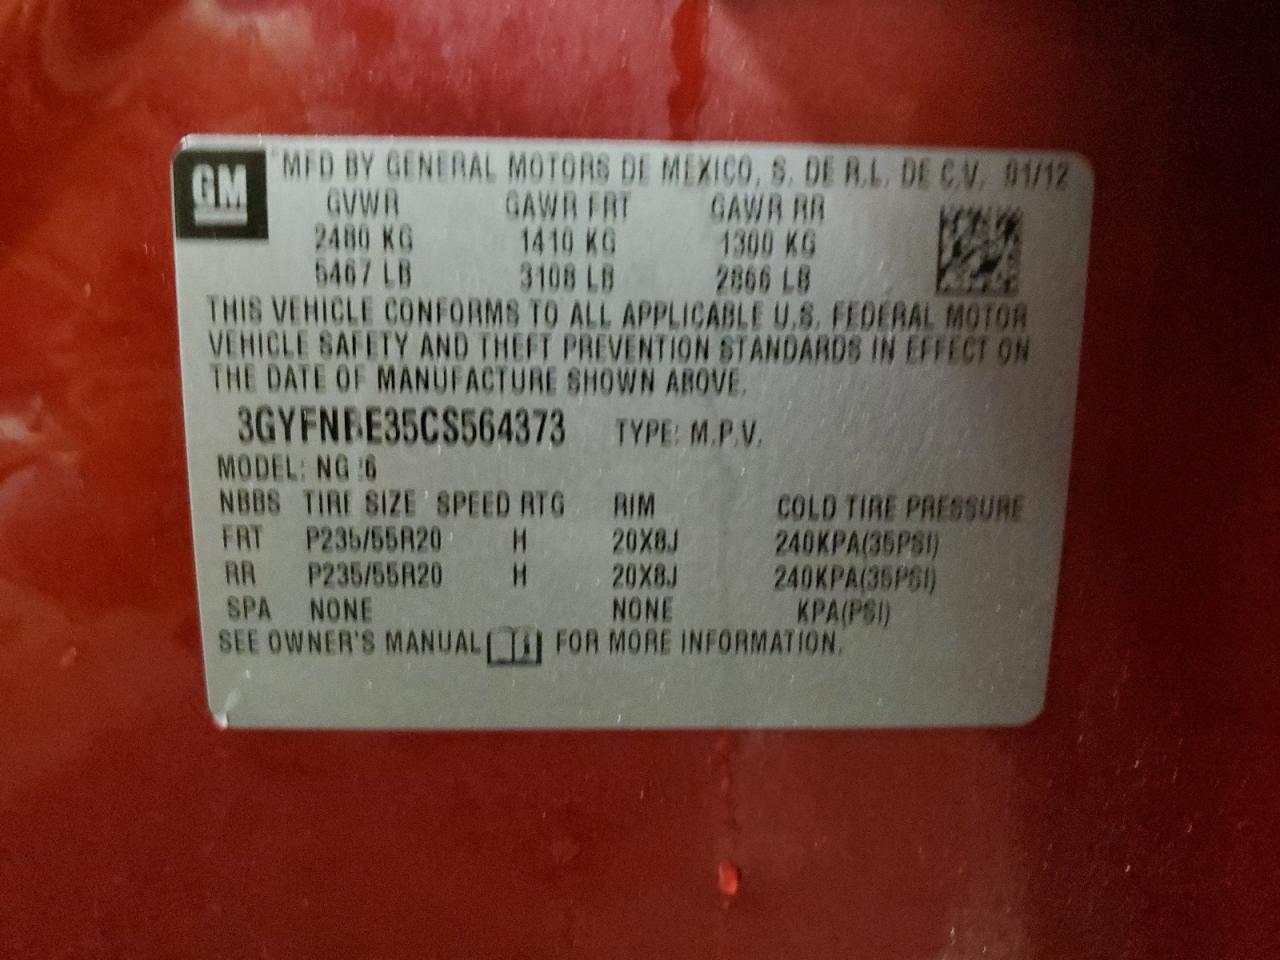 GM
MFD BY GENERAL MOTORS DE MEXICO, S. DE R.L. DE C.V. 01/12
GVWR GAWR FRT GAWR RR
2480 KG 1410 KG 1300 KG
5467 LB 3108 LB 2866 LB
THIS VEHICLE CONFORMS TO ALL APPLICABLE U.S. FEDERAL MOTOR
VEHICLE SAFETY AND THEFT PREVENTION STANDARDS IN EFFECT ON
THE DATE OF MANUFACTURE SHOWN ABOVE.
TYPE: M.P.V.
MODEL:
NBBS TIRE SIZE SPEED RTG RIM COLD TIRE PRESSURE
FRT P235/55R20 H 20X8J 240KPA(35PSI)
RR P235/55R20 H 20X8J 240KPA(35PSI)
SPA NONE NONE KPA(PSI)
SEE OWNER'S MANUAL FOR MORE INFORMATION.